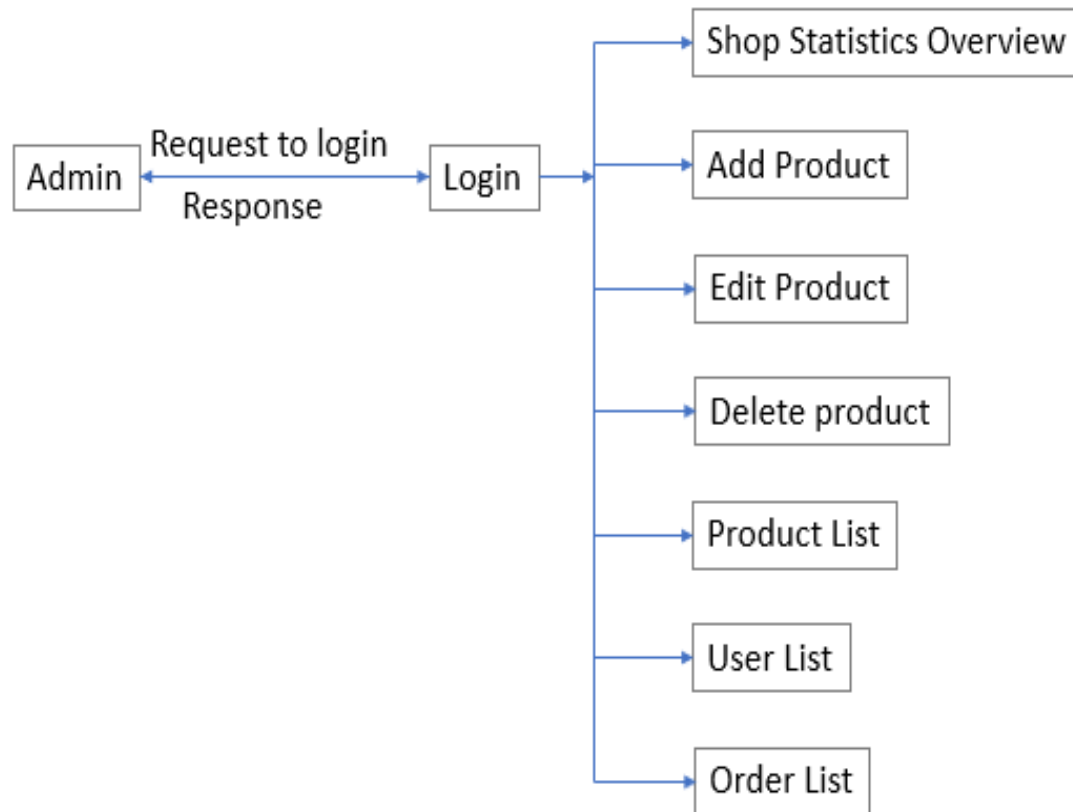 Shop Statistics Overview
Request to login
Admin
Login
Response
Add Product
Edit Product
Delete product
Product List
User List
Order List